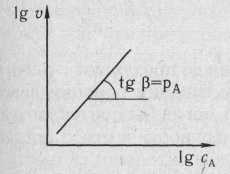 lg υ
tg β=p_A
lg c_A